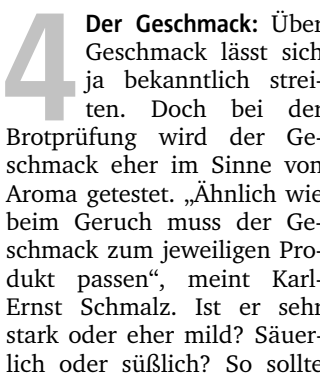 4 Der Geschmack: Über
Geschmack lässt sich
ja bekanntlich strei-
ten. Doch bei der
Brotprüfung wird der Ge-
schmack eher im Sinne von
Aroma getestet. „Ähnlich wie
beim Geruch muss der Ge-
schmack zum jeweiligen Pro-
dukt passen“, meint Karl-
Ernst Schmalz. Ist er sehr
stark oder eher mild? Säuer-
lich oder süßlich? So sollte